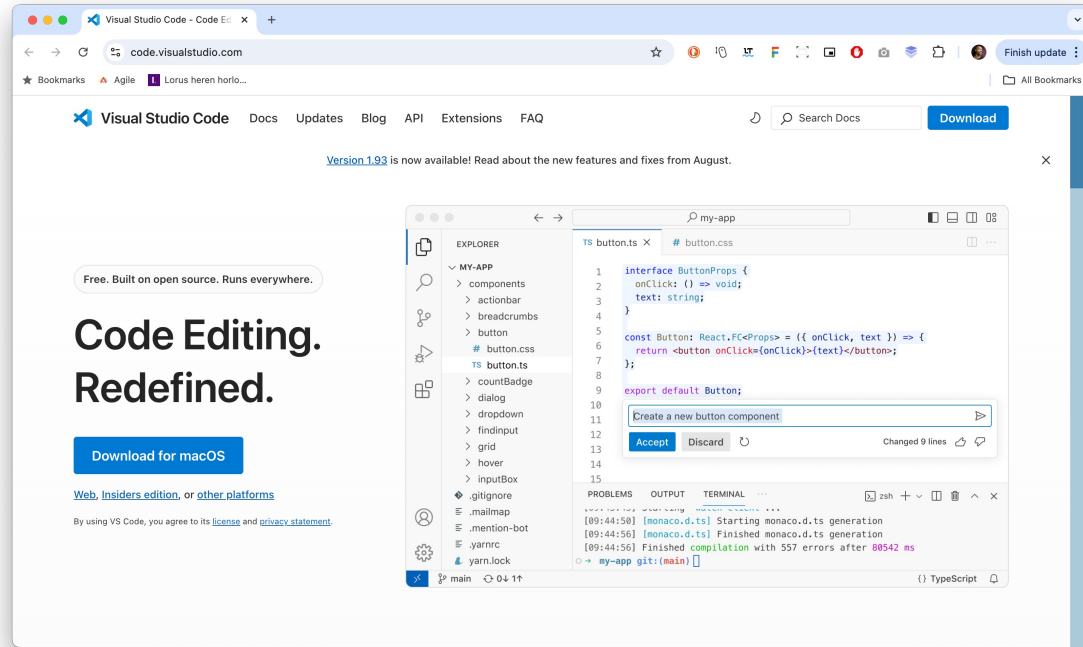 Visual Studio Code - Code Ed
code.visualstudio.com
Finish update
Bookmarks
Agile
Lorus heren horlo...
All Bookmarks
Visual Studio Code Docs Updates Blog API Extensions FAQ
Search Docs
Download
Version 1.93 is now available! Read about the new features and fixes from August.
Free. Built on open source. Runs everywhere.
Code Editing.
Redefined.
Download for macOS
Web, Insiders edition, or other platforms
By using VS Code, you agree to its license and privacy statement.
my-app
EXPLORER
MY-APP
components
actionbar
breadcrumbs
button
# button.css
TS button.ts
countBadge
dialog
dropdown
findinput
grid
hover
inputBox
.gitignore
.mailmap
.mention-bot
.yarnrc
yarn.lock
TS button.ts # button.css
1 interface ButtonProps {
2 onClick: () => void;
3 text: string;
4 }
5
6 const Button: React.FC<Props> = ({ onClick, text }) => {
7 return <button onClick={onClick}>{text}</button>;
8 };
9 export default Button;
10
11
12
13
14
15
Create a new button component
Accept Discard
Changed 9 lines
PROBLEMS OUTPUT TERMINAL ...
zsh
[09:44:50] [monaco.d.ts] Starting monaco.d.ts generation
[09:44:56] [monaco.d.ts] Finished monaco.d.ts generation
[09:44:56] Finished compilation with 557 errors after 80542 ms
my-app git:(main)
main 0↓ 1↑
{} TypeScript